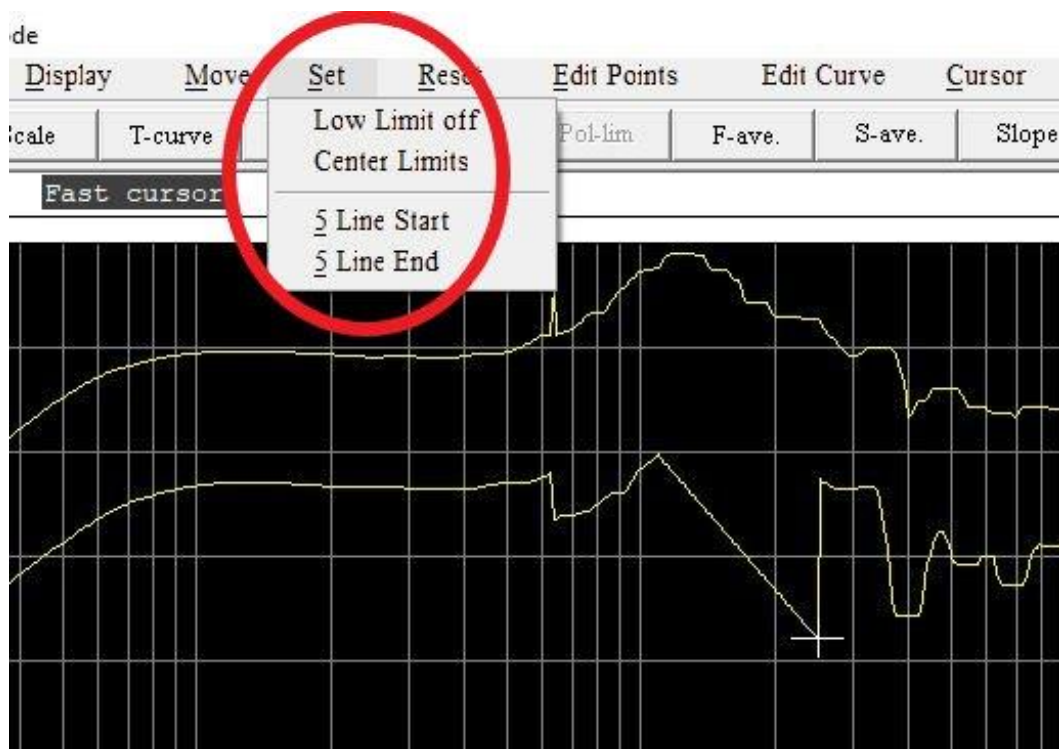 de
Display Move Set Reset Edit Points Edit Curve Cursor
Scale T-curve Pol-lim F-ave. S-ave. Slope
Low Limit off
Center Limits
Fast cursor
5 Line Start
5 Line End